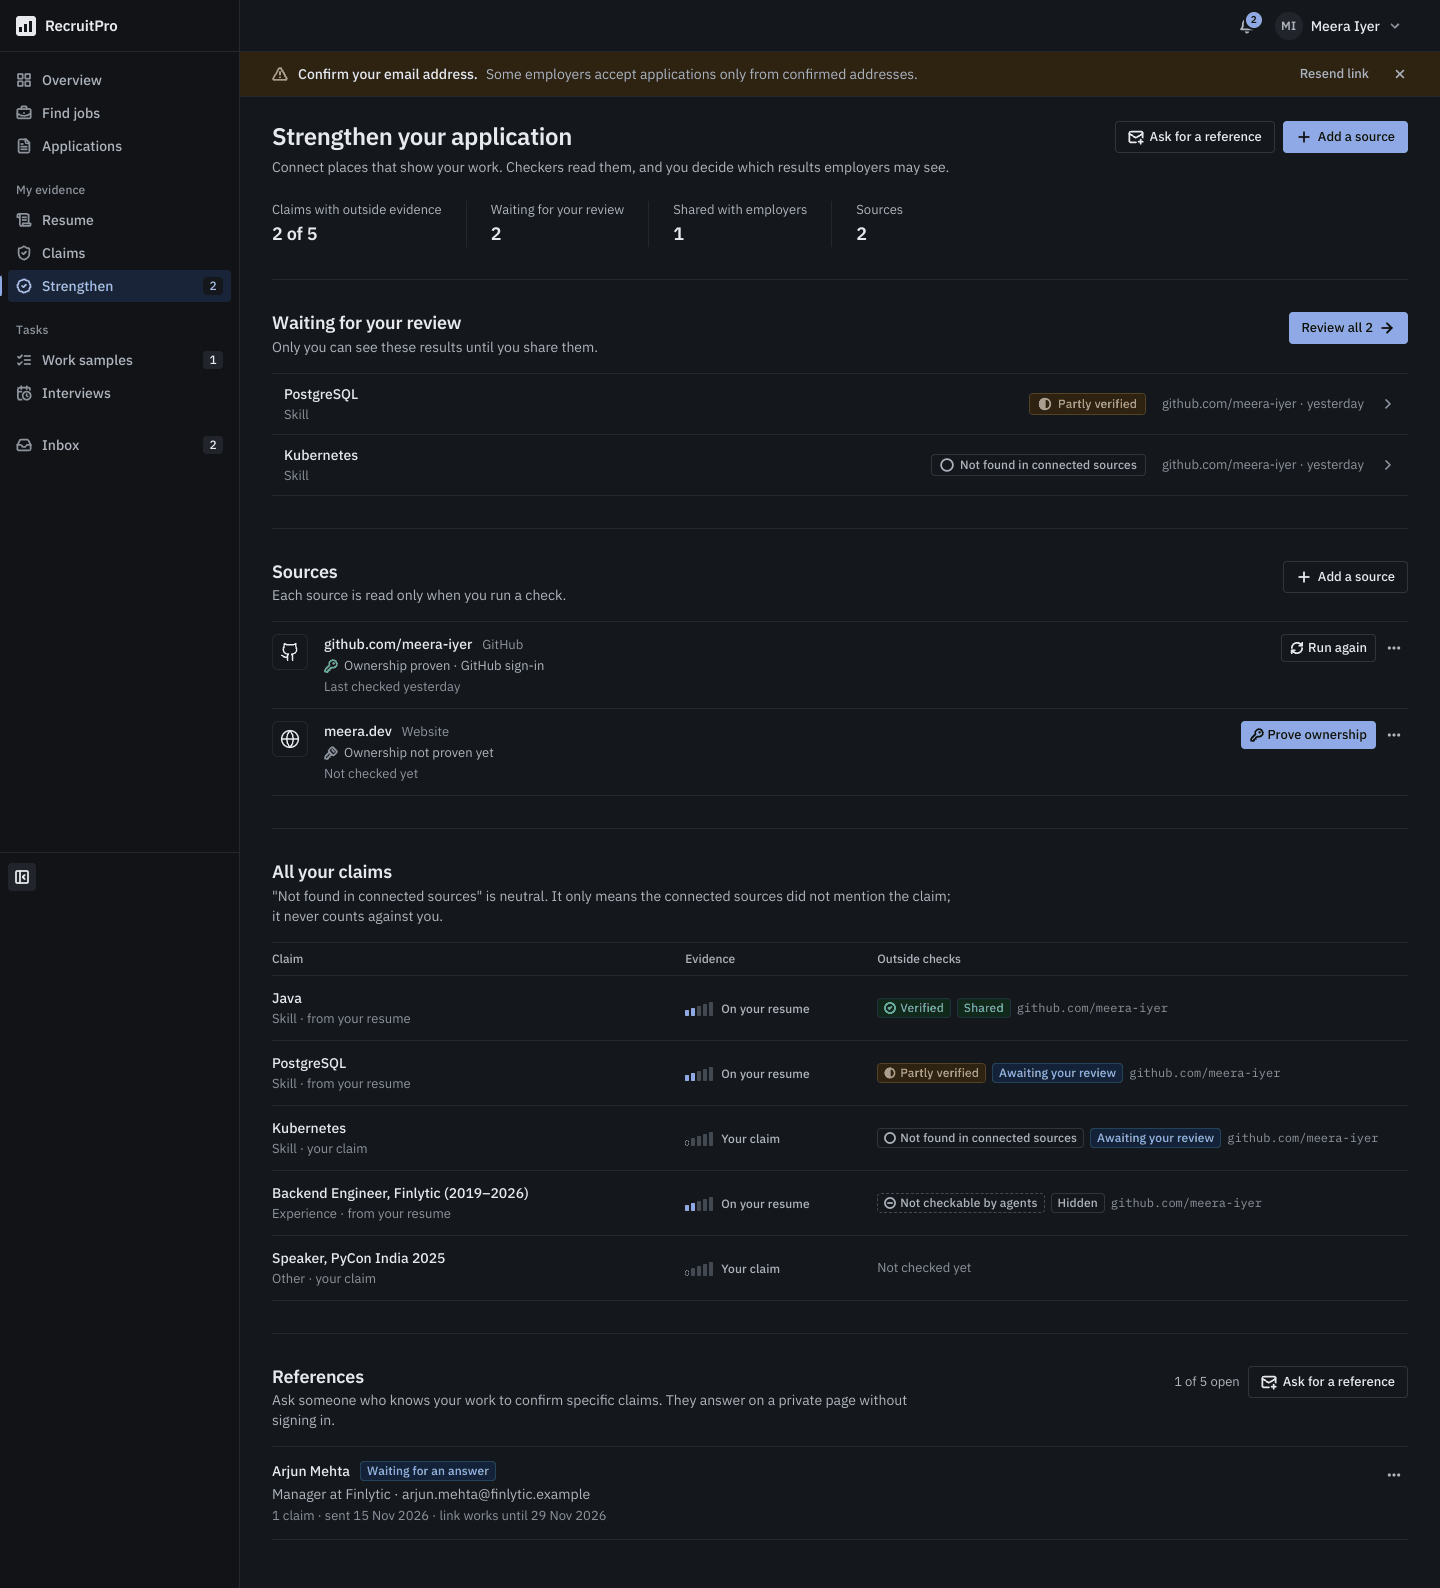 RecruitPro
2
MI
Meera Iyer
Overview
Find jobs
Applications
My evidence
Resume
Claims
Strengthen
2
Tasks
Work samples
1
Interviews
Inbox
2
Confirm your email address. Some employers accept applications only from confirmed addresses.
Resend link
Strengthen your application
Ask for a reference
Add a source
Connect places that show your work. Checkers read them, and you decide which results employers may see.
Claims with outside evidence
2 of 5
Waiting for your review
2
Shared with employers
1
Sources
2
Waiting for your review
Only you can see these results until you share them.
Review all 2
PostgreSQL
Skill
Partly verified
github.com/meera-iyer · yesterday
Kubernetes
Skill
Not found in connected sources
github.com/meera-iyer · yesterday
Sources
Each source is read only when you run a check.
Add a source
github.com/meera-iyer GitHub
Ownership proven · GitHub sign-in
Last checked yesterday
Run again
meera.dev Website
Ownership not proven yet
Not checked yet
Prove ownership
All your claims
"Not found in connected sources" is neutral. It only means the connected sources did not mention the claim;
it never counts against you.
Claim
Evidence
Outside checks
Java
Skill · from your resume
On your resume
Verified
Shared
github.com/meera-iyer
PostgreSQL
Skill · from your resume
On your resume
Partly verified
Awaiting your review
github.com/meera-iyer
Kubernetes
Skill · your claim
Your claim
Not found in connected sources
Awaiting your review
github.com/meera-iyer
Backend Engineer, Finlytic (2019–2026)
Experience · from your resume
On your resume
Not checkable by agents
Hidden
github.com/meera-iyer
Speaker, PyCon India 2025
Other · your claim
Your claim
Not checked yet
References
Ask someone who knows your work to confirm specific claims. They answer on a private page without
signing in.
1 of 5 open
Ask for a reference
Arjun Mehta
Waiting for an answer
Manager at Finlytic · arjun.mehta@finlytic.example
1 claim · sent 15 Nov 2026 · link works until 29 Nov 2026